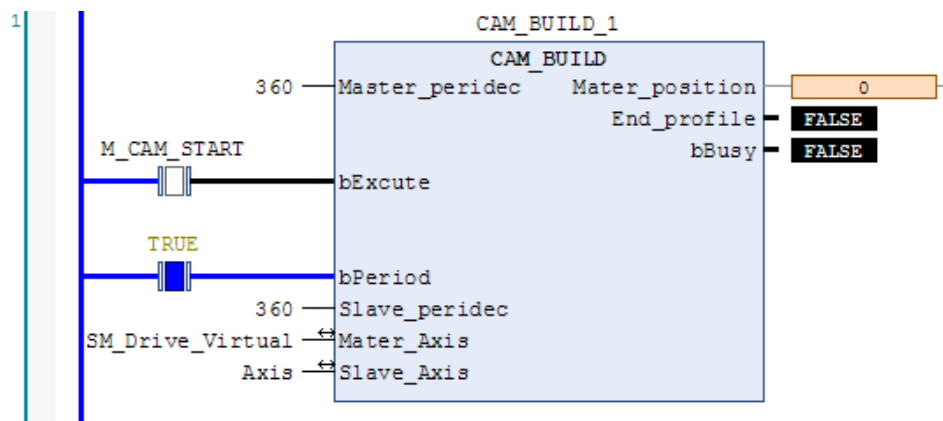 1
CAM_BUILD_1
CAM_BUILD
360 Master_peridec Mater_position 0
End_profile FALSE
M_CAM_START bBusy FALSE
bExcute
TRUE
bPeriod
360 Slave_peridec
SM_Drive_Virtual Mater_Axis
Axis Slave_Axis